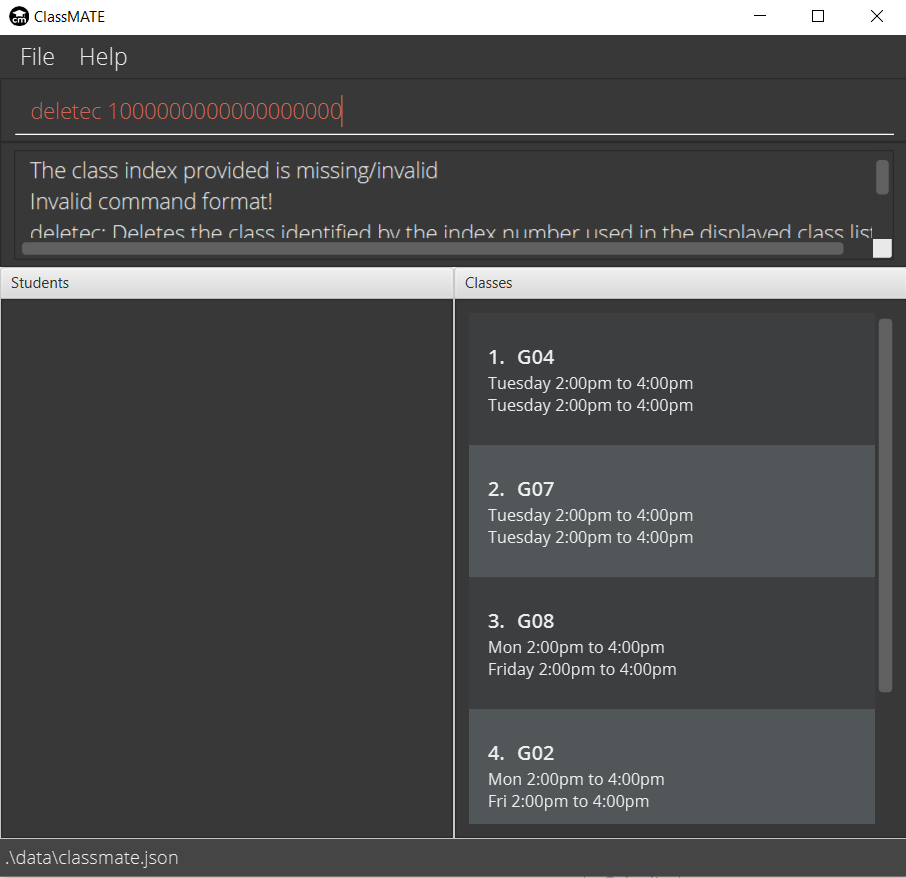 cm ClassMATE
File Help
deletec 1000000000000000000
The class index provided is missing/invalid
Invalid command format!
deletec: Deletes the class identified by the index number used in the displayed class list
Students
Classes
1. G04
Tuesday 2:00pm to 4:00pm
Tuesday 2:00pm to 4:00pm
2. G07
Tuesday 2:00pm to 4:00pm
Tuesday 2:00pm to 4:00pm
3. G08
Mon 2:00pm to 4:00pm
Friday 2:00pm to 4:00pm
4. G02
Mon 2:00pm to 4:00pm
Fri 2:00pm to 4:00pm
.\data\classmate.json